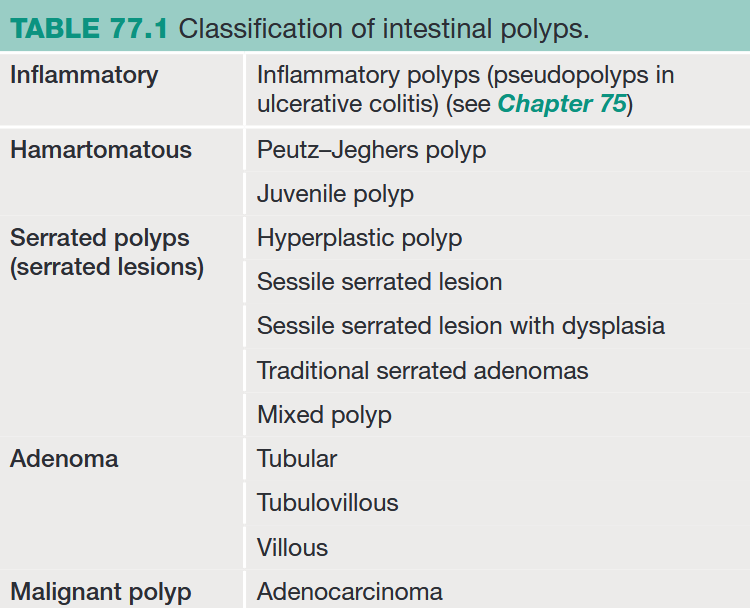 TABLE 77.1 Classification of intestinal polyps.
Inflammatory
Inflammatory polyps (pseudopolyps in
ulcerative colitis) (see Chapter 75)
Hamartomatous
Peutz–Jeghers polyp
Juvenile polyp
Serrated polyps
(serrated lesions)
Hyperplastic polyp
Sessile serrated lesion
Sessile serrated lesion with dysplasia
Traditional serrated adenomas
Mixed polyp
Adenoma
Tubular
Tubulovillous
Villous
Malignant polyp
Adenocarcinoma